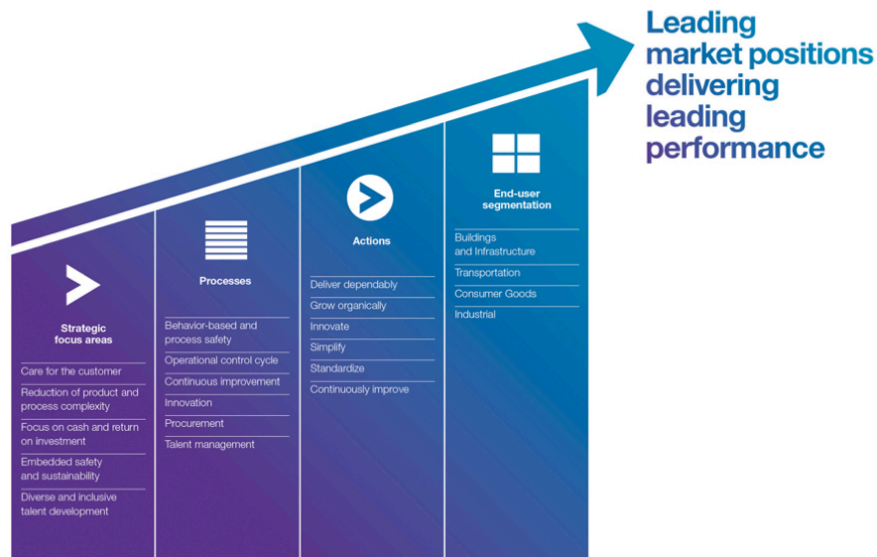 Leading
market positions
delivering
leading
performance
Strategic
focus areas
Care for the customer
Reduction of product and
process complexity
Focus on cash and return
on investment
Embedded safety
and sustainability
Diverse and inclusive
talent development
Processes
Behavior-based and
process safety
Operational control cycle
Continuous improvement
Innovation
Procurement
Talent management
Actions
Deliver dependably
Grow organically
Innovate
Simplify
Standardize
Continuously improve
End-user
segmentation
Buildings
and Infrastructure
Transportation
Consumer Goods
Industrial